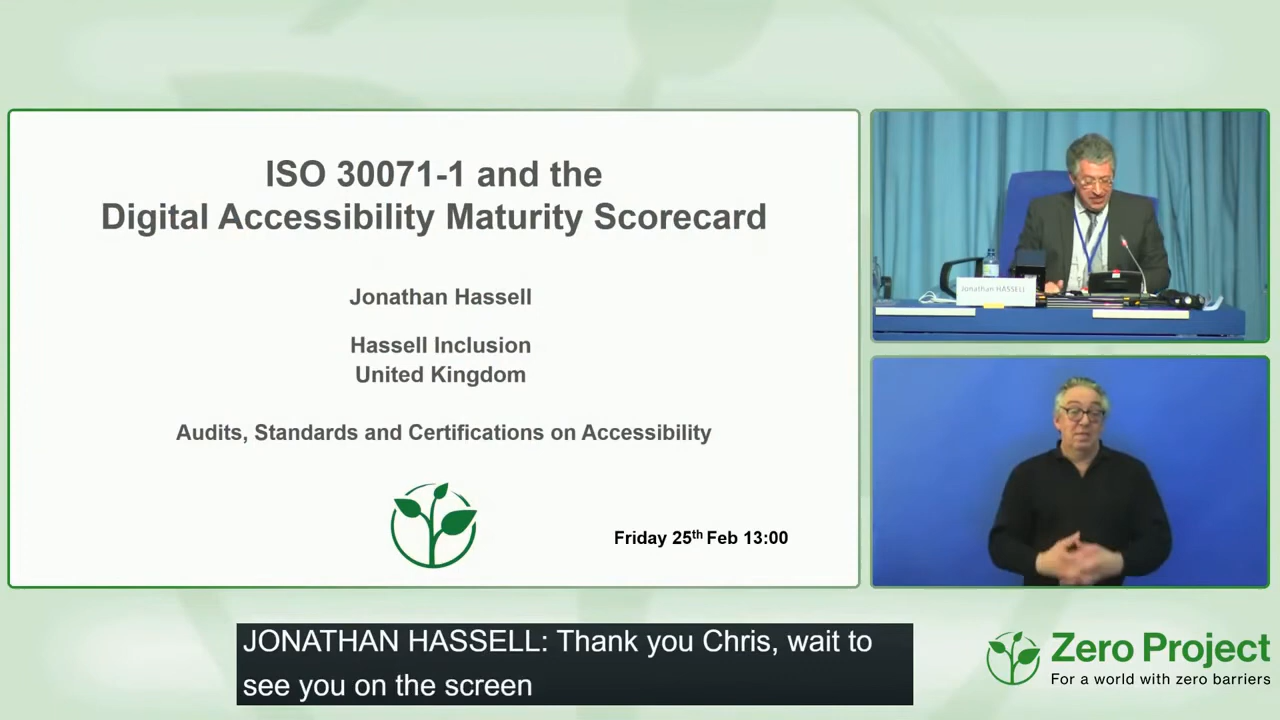 ISO 30071-1 and the
Digital Accessibility Maturity Scorecard
Jonathan Hassell
Hassell Inclusion
United Kingdom
Audits, Standards and Certifications on Accessibility
Friday 25th Feb 13:00
Jonathan HASSELL
JONATHAN HASSELL: Thank you Chris, wait to
see you on the screen
Zero Project
For a world with zero barriers